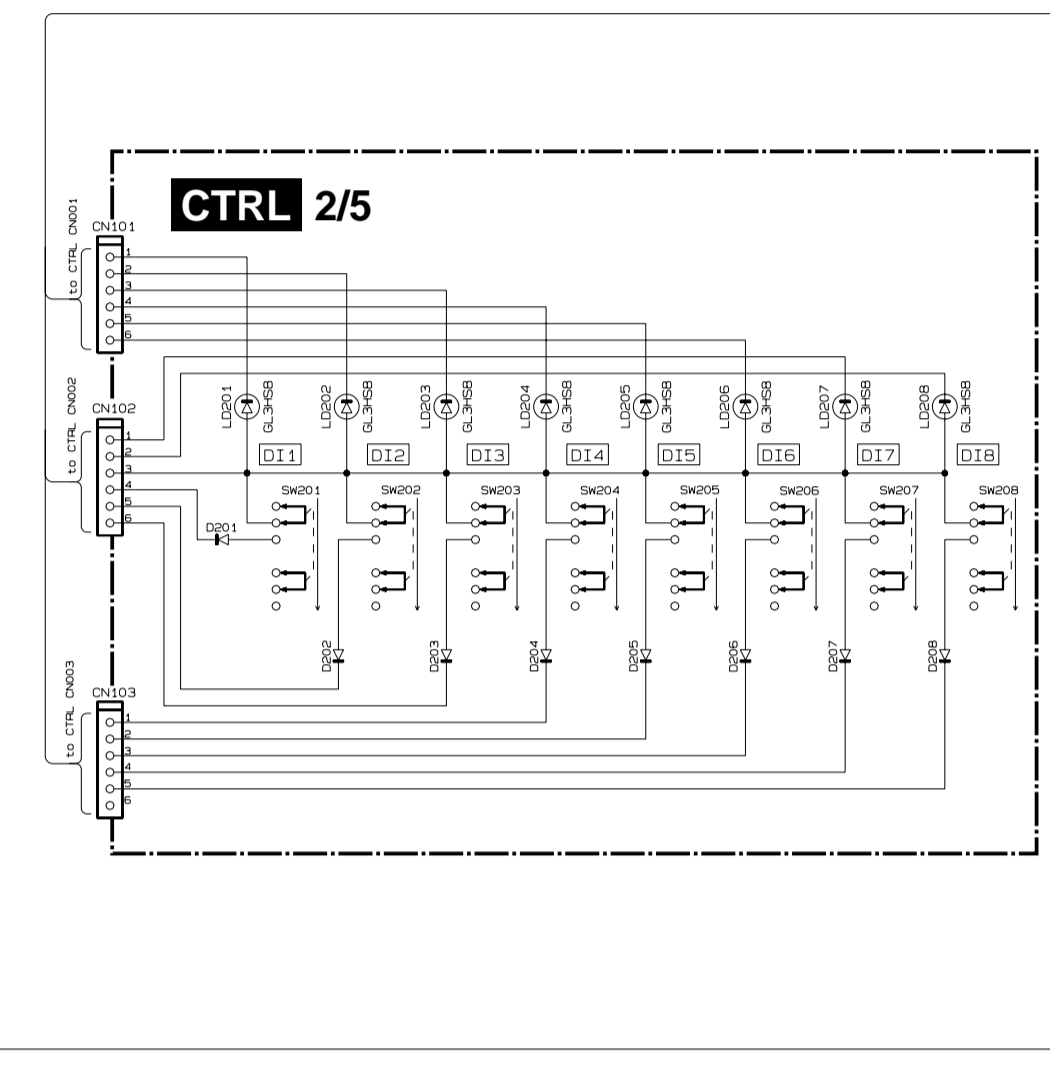 CTRL 2/5
to CTRL CN001
CN101
1
2
3
4
5
6
to CTRL CN002
CN102
1
2
3
4
5
6
LD201
GL3HS8
LD202
GL3HS8
LD203
GL3HS8
LD204
GL3HS8
LD205
GL3HS8
LD206
GL3HS8
LD207
GL3HS8
LD208
GL3HS8
DI1
DI2
DI3
DI4
DI5
DI6
DI7
DI8
SW201
SW202
SW203
SW204
SW205
SW206
SW207
SW208
D201
D202
D203
D204
D205
D206
D207
D208
to CTRL CN003
CN103
1
2
3
4
5
6